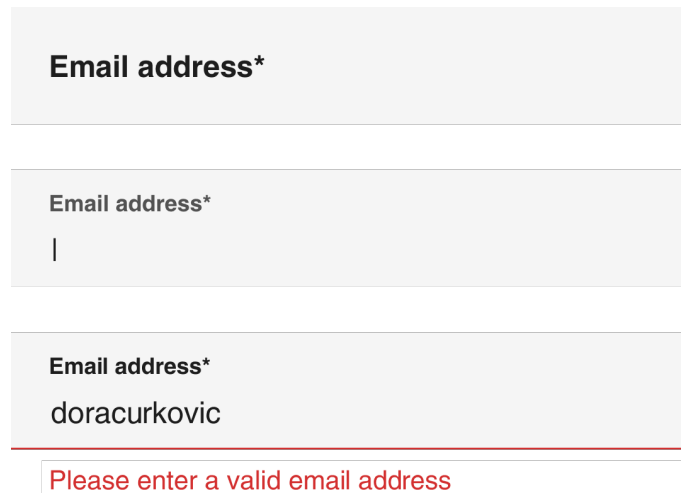 Email address*
Email address*
Email address*
doracurkovic
Please enter a valid email address